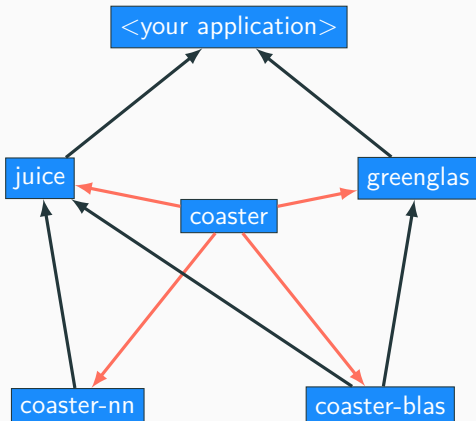 <your application>
juice
greenglas
coaster
coaster-nn
coaster-blas